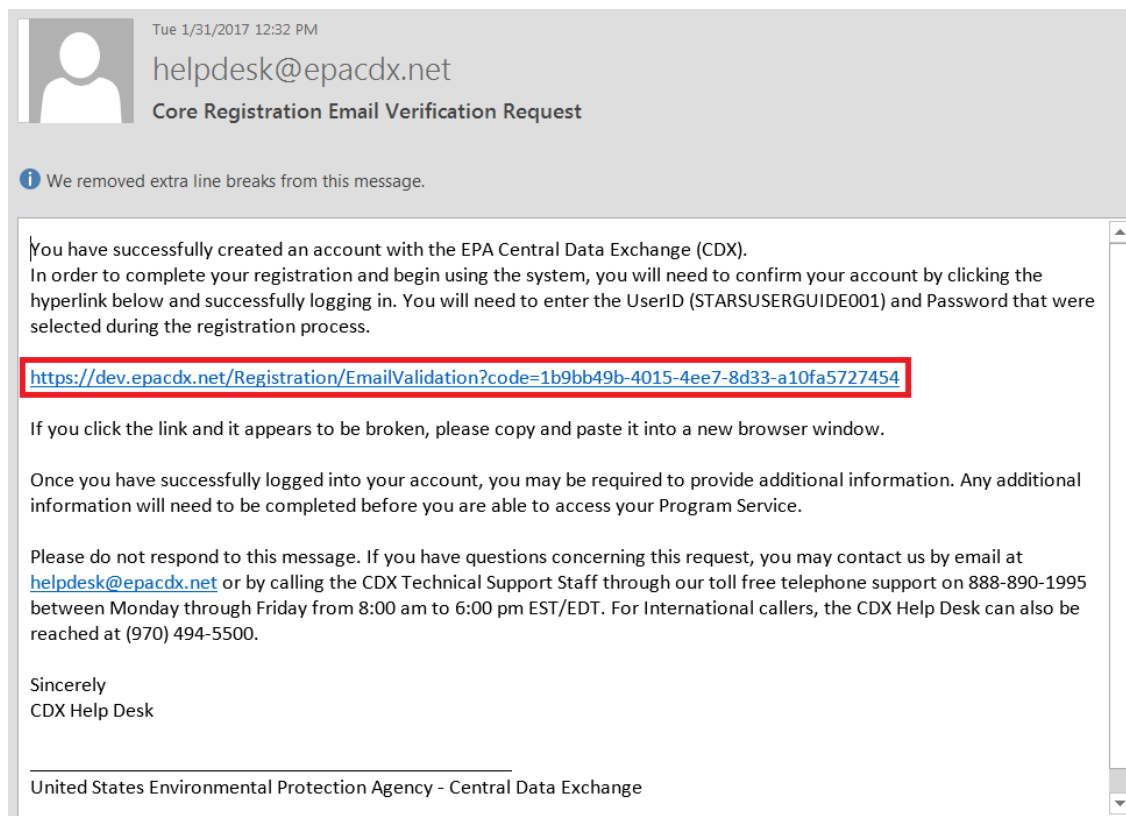 Tue 1/31/2017 12:32 PM
helpdesk@epacdx.net
Core Registration Email Verification Request
We removed extra line breaks from this message.
You have successfully created an account with the EPA Central Data Exchange (CDX).
In order to complete your registration and begin using the system, you will need to confirm your account by clicking the
hyperlink below and successfully logging in. You will need to enter the UserID (STARSUSERGUIDE001) and Password that were
selected during the registration process.
https://dev.epacdx.net/Registration/EmailValidation?code=1b9bb49b-4015-4ee7-8d33-a10fa5727454
If you click the link and it appears to be broken, please copy and paste it into a new browser window.
Once you have successfully logged into your account, you may be required to provide additional information. Any additional
information will need to be completed before you are able to access your Program Service.
Please do not respond to this message. If you have questions concerning this request, you may contact us by email at
helpdesk@epacdx.net or by calling the CDX Technical Support Staff through our toll free telephone support on 888-890-1995
between Monday through Friday from 8:00 am to 6:00 pm EST/EDT. For International callers, the CDX Help Desk can also be
reached at (970) 494-5500.
Sincerely
CDX Help Desk
United States Environmental Protection Agency - Central Data Exchange